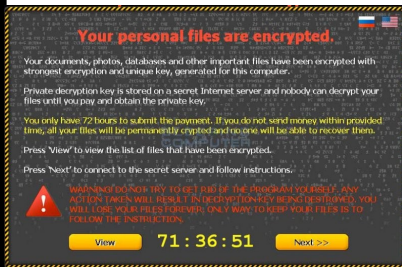 Your personal files are encrypted.
Your documents, photos, databases and other important files have been encrypted with
strongest encryption and unique key, generated for this computer.
Private decryption key is stored on a secret Internet server and nobody can decrypt your
files until you pay and obtain the private key.
You only have 72 hours to submit the payment. If you do not send money within provided
time, all your files will be permanently crypted and no one will be able to recover them.
Press 'View' to view the list of files that have been encrypted.
Press 'Next' to connect to the secret server and follow instructions.
WARNING! DO NOT TRY TO GET RID OF THE PROGRAM YOURSELF. ANY
ACTION TAKEN WILL RESULT IN DECRYPTION KEY BEING DESTROYED. YOU
WILL LOSE YOUR FILES FOREVER. ONLY WAY TO KEEP YOUR FILES IS TO
FOLLOW THE INSTRUCTION.
View
71:36:51
Next >>